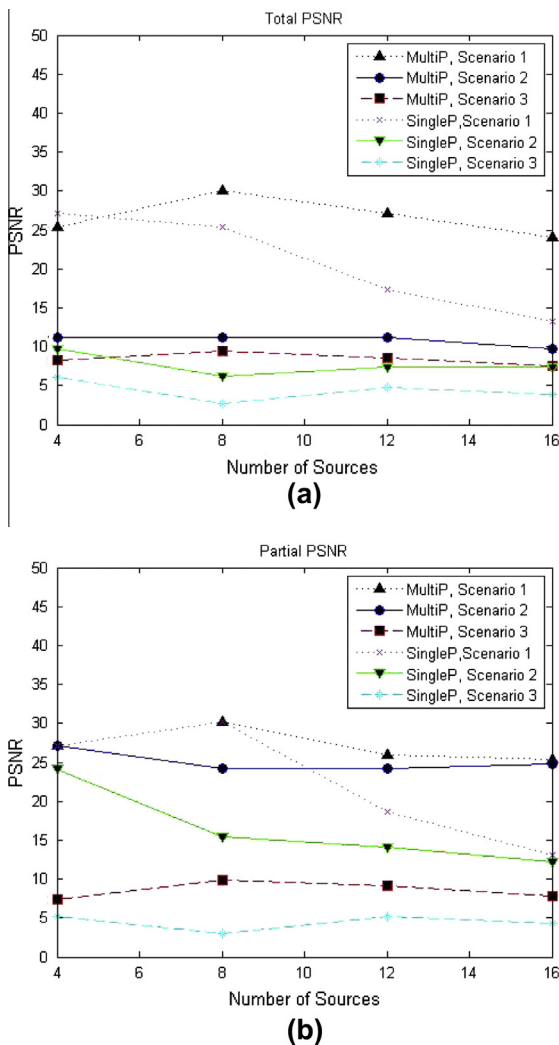 Total PSNR
50
45
40
35
30
25
20
15
10
5
0
PSNR
MultiP, Scenario 1
MultiP, Scenario 2
MultiP, Scenario 3
SingleP,Scenario 1
SingleP, Scenario 2
SingleP, Scenario 3
4 6 8 10 12 14 16
Number of Sources
(a)
Partial PSNR
50
45
40
35
30
25
20
15
10
5
0
PSNR
MultiP, Scenario 1
MultiP, Scenario 2
MultiP, Scenario 3
SingleP,Scenario 1
SingleP, Scenario 2
SingleP, Scenario 3
4 6 8 10 12 14 16
Number of Sources
(b)